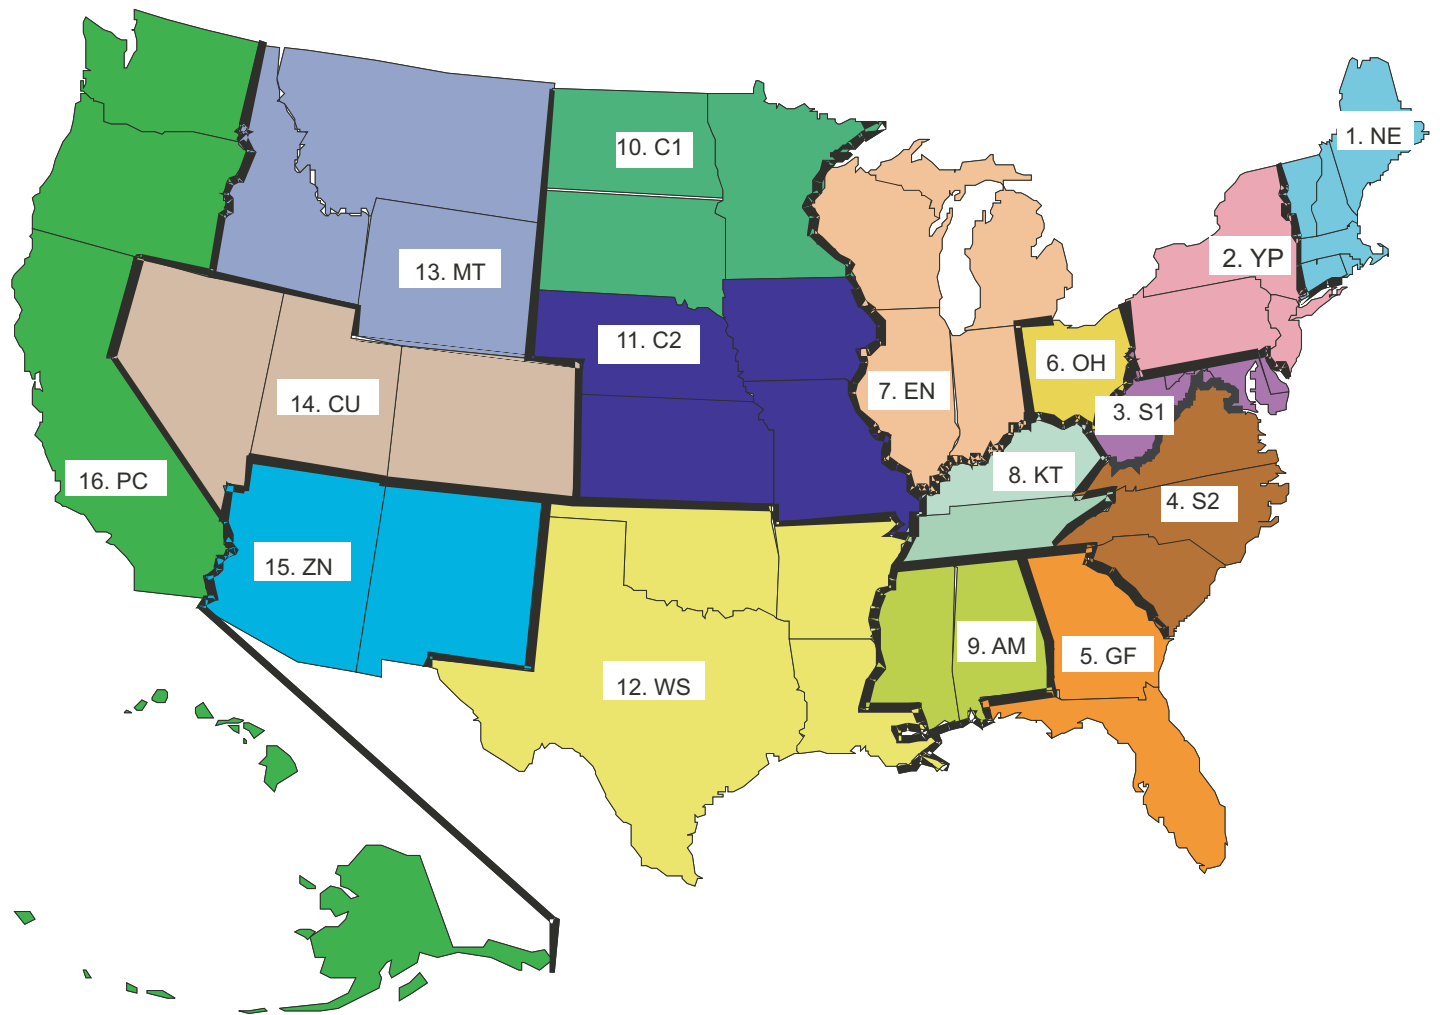 1. NE
2. YP
3. S1
4. S2
5. GF
6. OH
7. EN
8. KT
9. AM
10. C1
11. C2
12. WS
13. MT
14. CU
15. ZN
16. PC